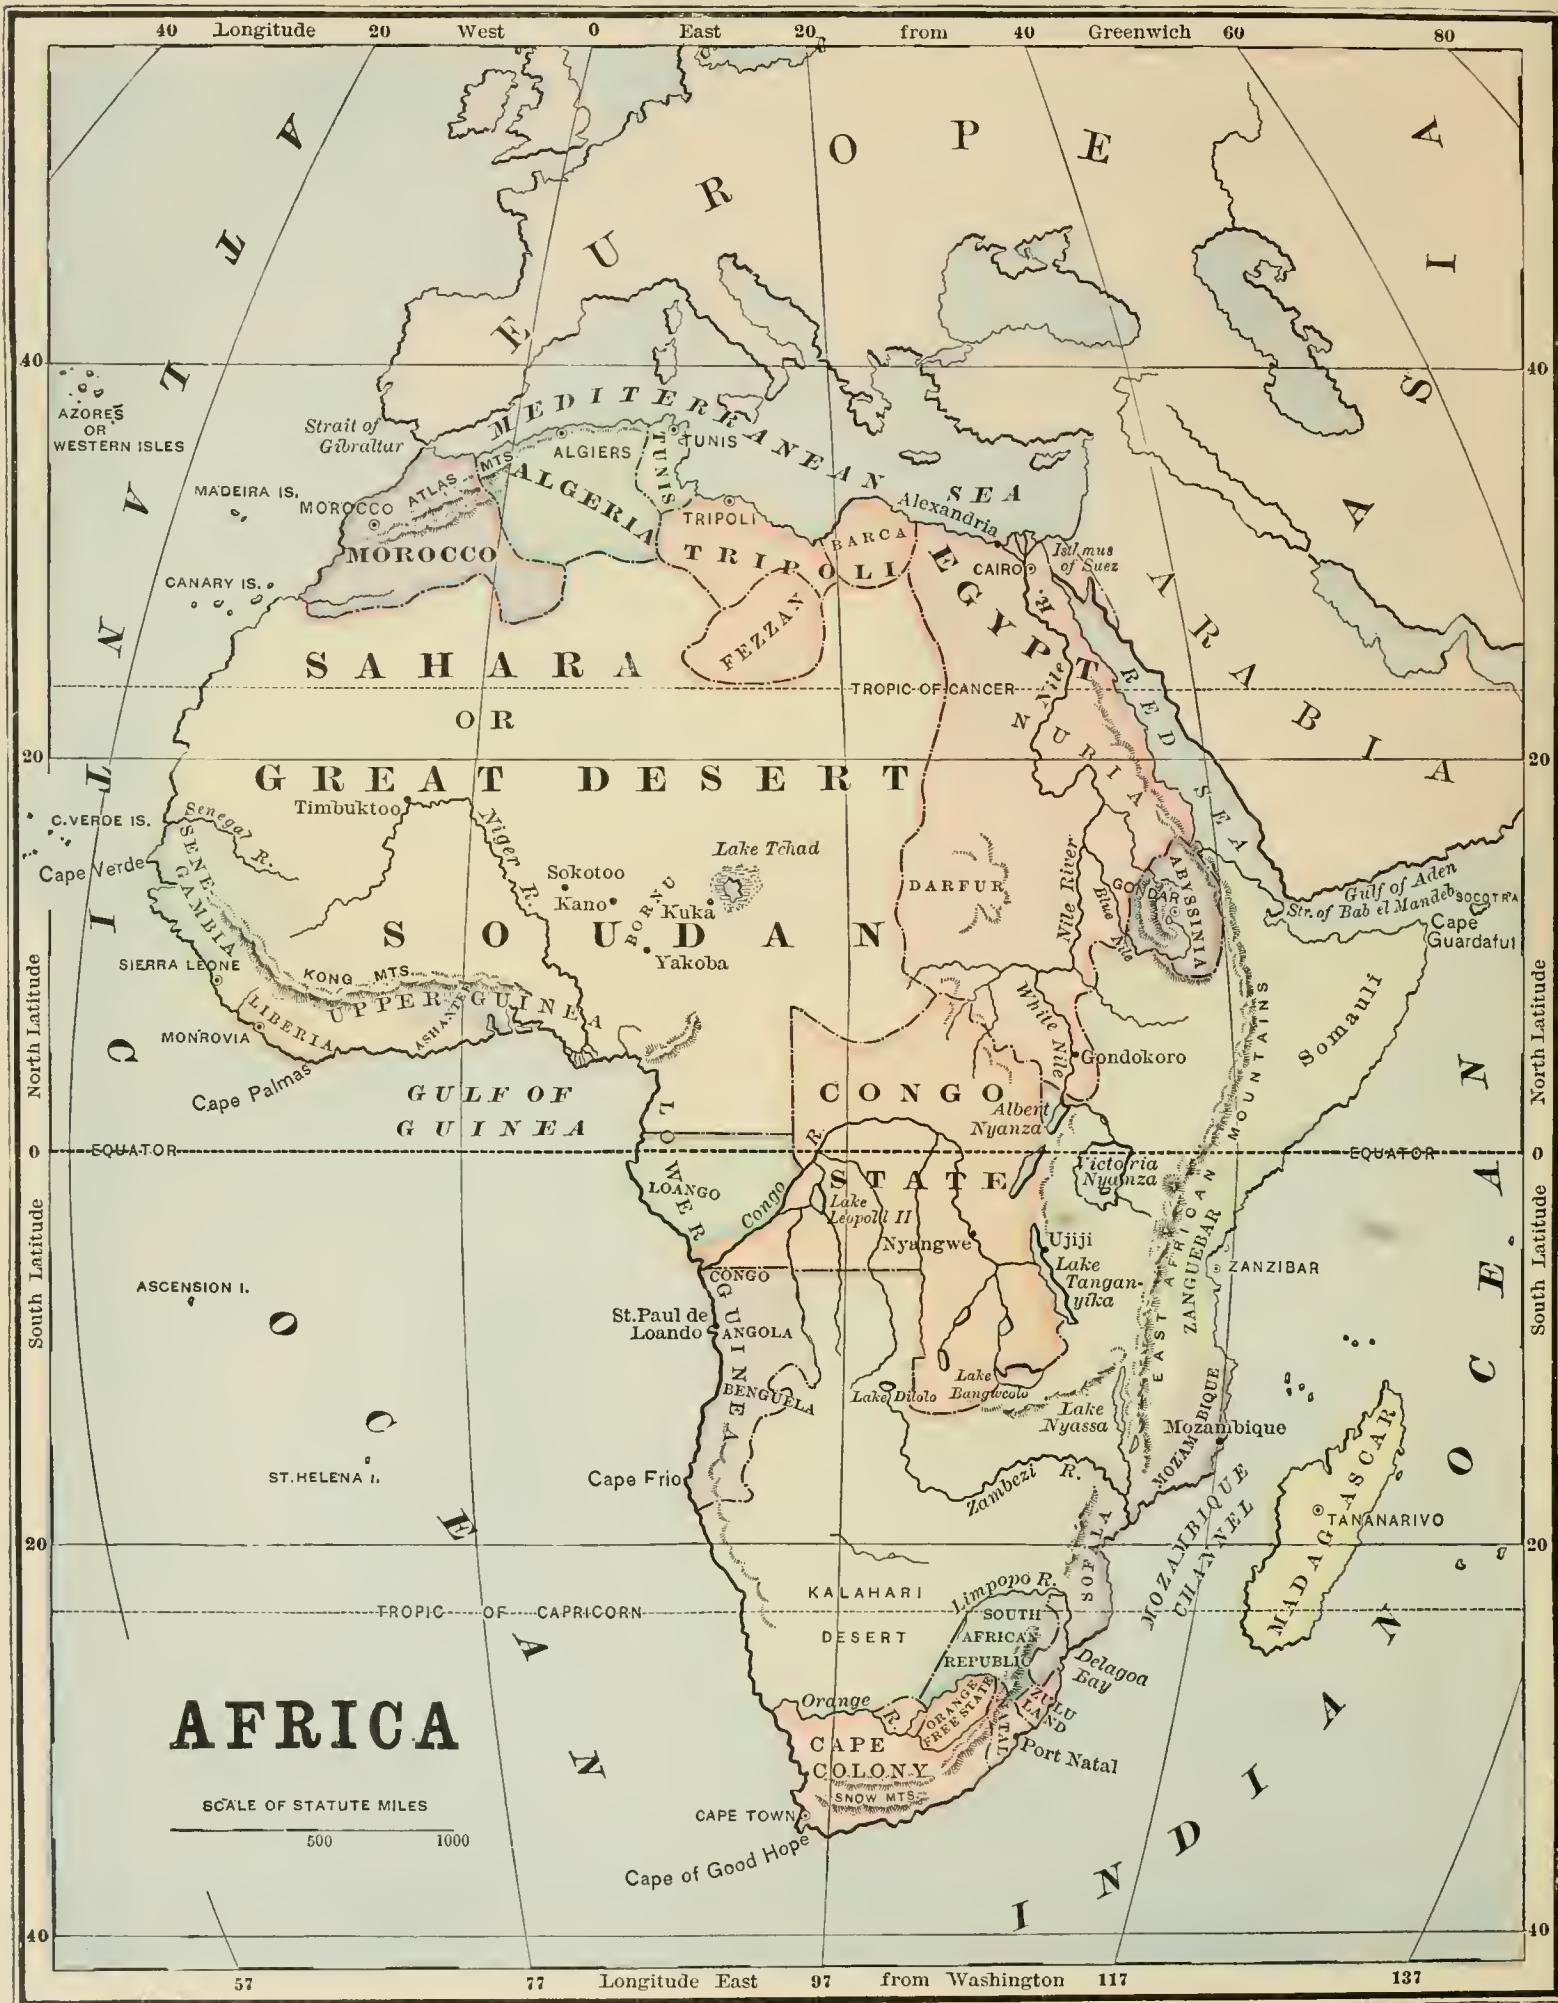 40 Longitude 20 West 0 East 20 from 40 Greenwich 60 80
EUROPE
ASIA
ATLANTIC OCEAN
40 40
AZORES
OR
WESTERN ISLES
Strait of
Gibraltur
MEDITERRANEAN SEA
ALGIERS
TUNIS
TUNIS
MADEIRA IS.
MOROCCO
ATLAS MTS.
ALGERIA
MOROCCO
TRIPOLI
TRIPOLI
BARCA
Alexandria
CAIRO
Isthmus
of Suez
EGYPT
CANARY IS.
FEZZAN
ARABIA
SAHARA
OR
GREAT DESERT
TROPIC OF CANCER
Nile R.
NUBIA
RED SEA
20 20
Timbuktoo
C.VERDE IS.
Senegal R.
Cape Verde
SENE-
GAMBIA
Niger R.
Sokotoo
Kano
Lake Tchad
BORNU
Kuka
Yakoba
SOUDAN
DARFUR
Nile River
Blue Nile
GONDAR
ABYSSINIA
Gulf of Aden
Str. of Bab el Mandeb
SOCOTRA
Cape
Guardafui
SIERRA LEONE
KONG MTS.
UPPER GUINEA
LIBERIA
ASHANTEE
MONROVIA
Cape Palmas
White Nile
Gondokoro
Somauli
North Latitude
North Latitude
GULF OF
GUINEA
LOWER GUINEA
CONGO
STATE
Albert
Nyanza
0 EQUATOR EQUATOR 0
Victoria
Nyanza
Congo R.
LOANGO
Lake
Leopold II
Nyangwe
Ujiji
Lake
Tangan-
yika
EAST AFRICAN MOUNTAINS
ZANGUEBAR
ZANZIBAR
South Latitude
South Latitude
ASCENSION I.
CONGO
St.Paul de
Loando
ANGOLA
BENGUELA
Lake Dilolo
Lake
Bangweolo
Lake
Nyassa
MOZAMBIQUE
Mozambique
ST.HELENA I.
Cape Frio
Zambezi R.
MOZAMBIQUE
CHANNEL
MADAGASCAR
TANANARIVO
SOFALA
20 20
KALAHARI
DESERT
TROPIC OF CAPRICORN
Limpopo R.
SOUTH
AFRICAN
REPUBLIC
Delagoa
Bay
Orange R.
ORANGE
FREE STATE
ZULU
LAND
NATAL
Port Natal
CAPE
COLONY
SNOW MTS.
CAPE TOWN
Cape of Good Hope
INDIAN OCEAN
AFRICA
SCALE OF STATUTE MILES
500 1000
40 40
57 77 Longitude East 97 from Washington 117 137